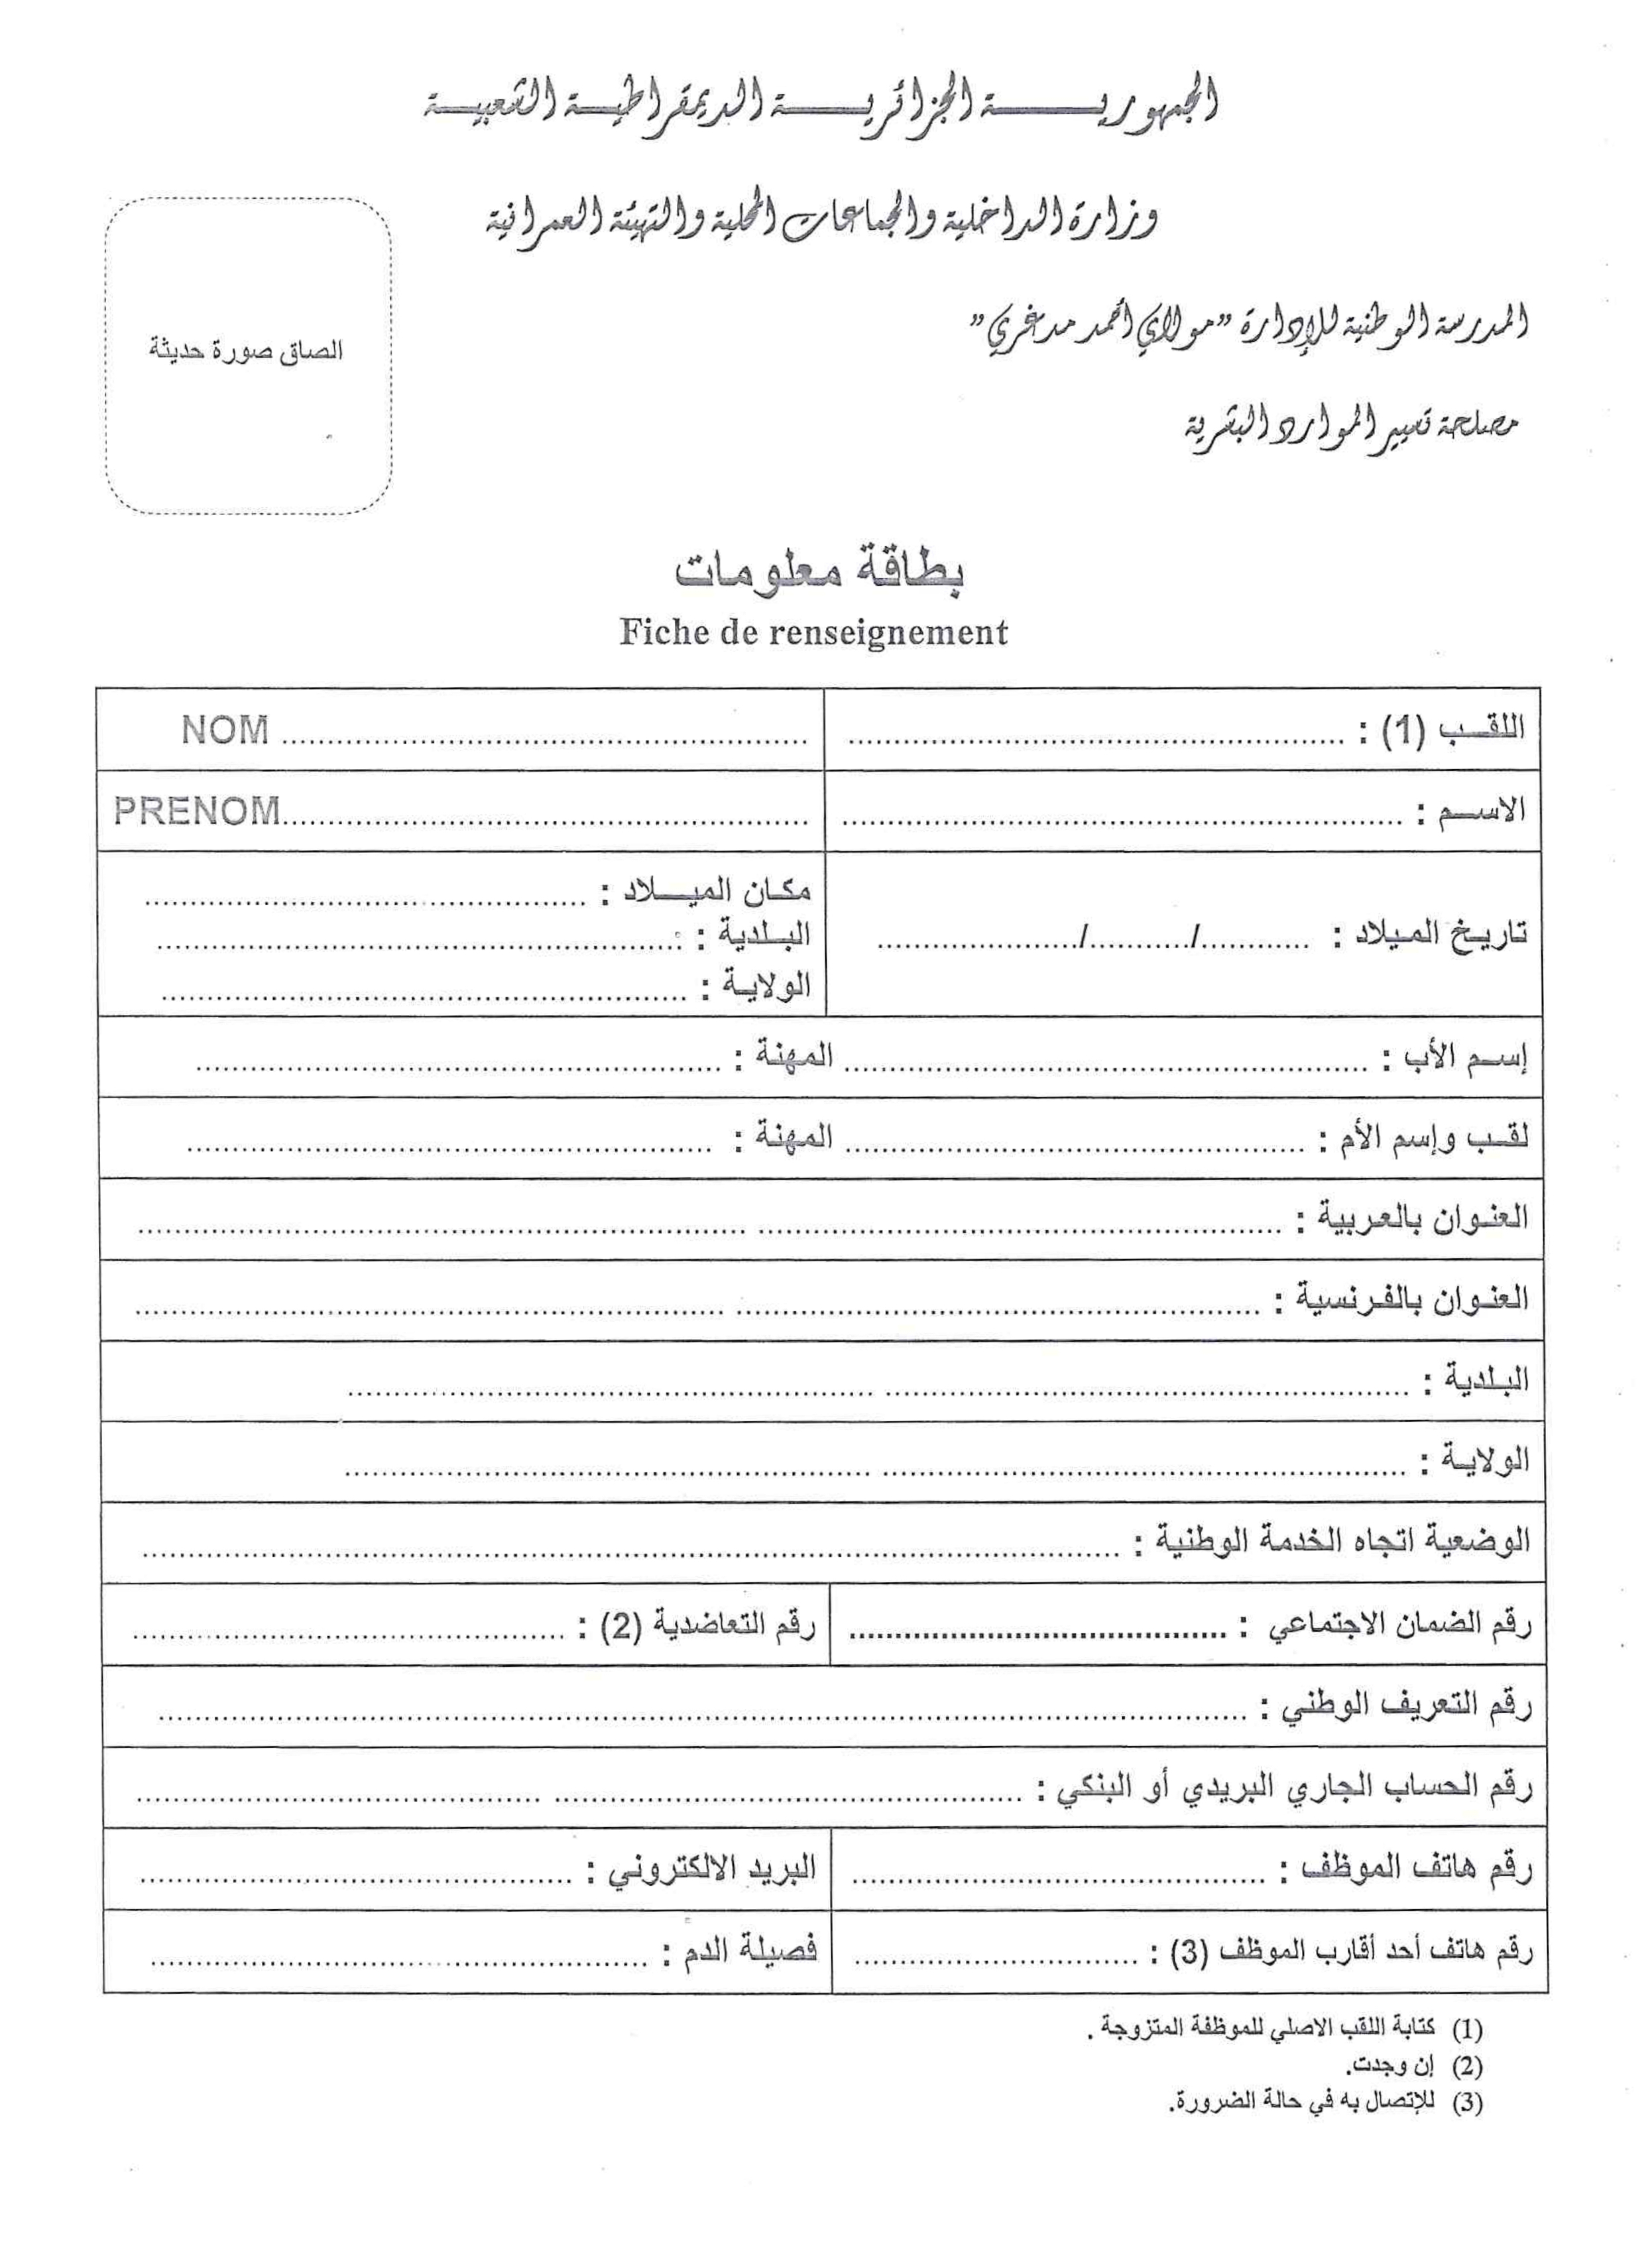 الجمهورية الجزائرية الديمقراطية الشعبية
وزارة الداخلية والجماعات المحلية والتهيئة العمرانية
المدرسة الوطنية للإدارة "مولاي أحمد مدغري"
مصلحة تسيير الموارد البشرية
الصاق صورة حديثة
بطاقة معلومات
Fiche de renseignement
اللقب (1) : ........................ NOM ........................
الاسم : ........................ PRENOM........................
تاريخ الميلاد : ............/............/........................
مكان الميلاد : ........................
البلدية : ........................
الولاية : ........................
إسم الأب : ........................ المهنة : ........................
لقب وإسم الأم : ........................ المهنة : ........................
العنوان بالعربية : ........................
العنوان بالفرنسية : ........................
البلدية : ........................
الولاية : ........................
الوضعية اتجاه الخدمة الوطنية : ........................
رقم الضمان الاجتماعي : ........................ رقم التعاضدية (2) : ........................
رقم التعريف الوطني : ........................
رقم الحساب الجاري البريدي أو البنكي : ........................
رقم هاتف الموظف : ........................ البريد الالكتروني : ........................
رقم هاتف أحد أقارب الموظف (3) : ........................ فصيلة الدم : ........................
(1) كتابة اللقب الاصلي للموظفة المتزوجة .
(2) إن وجدت.
(3) للإتصال به في حالة الضرورة.